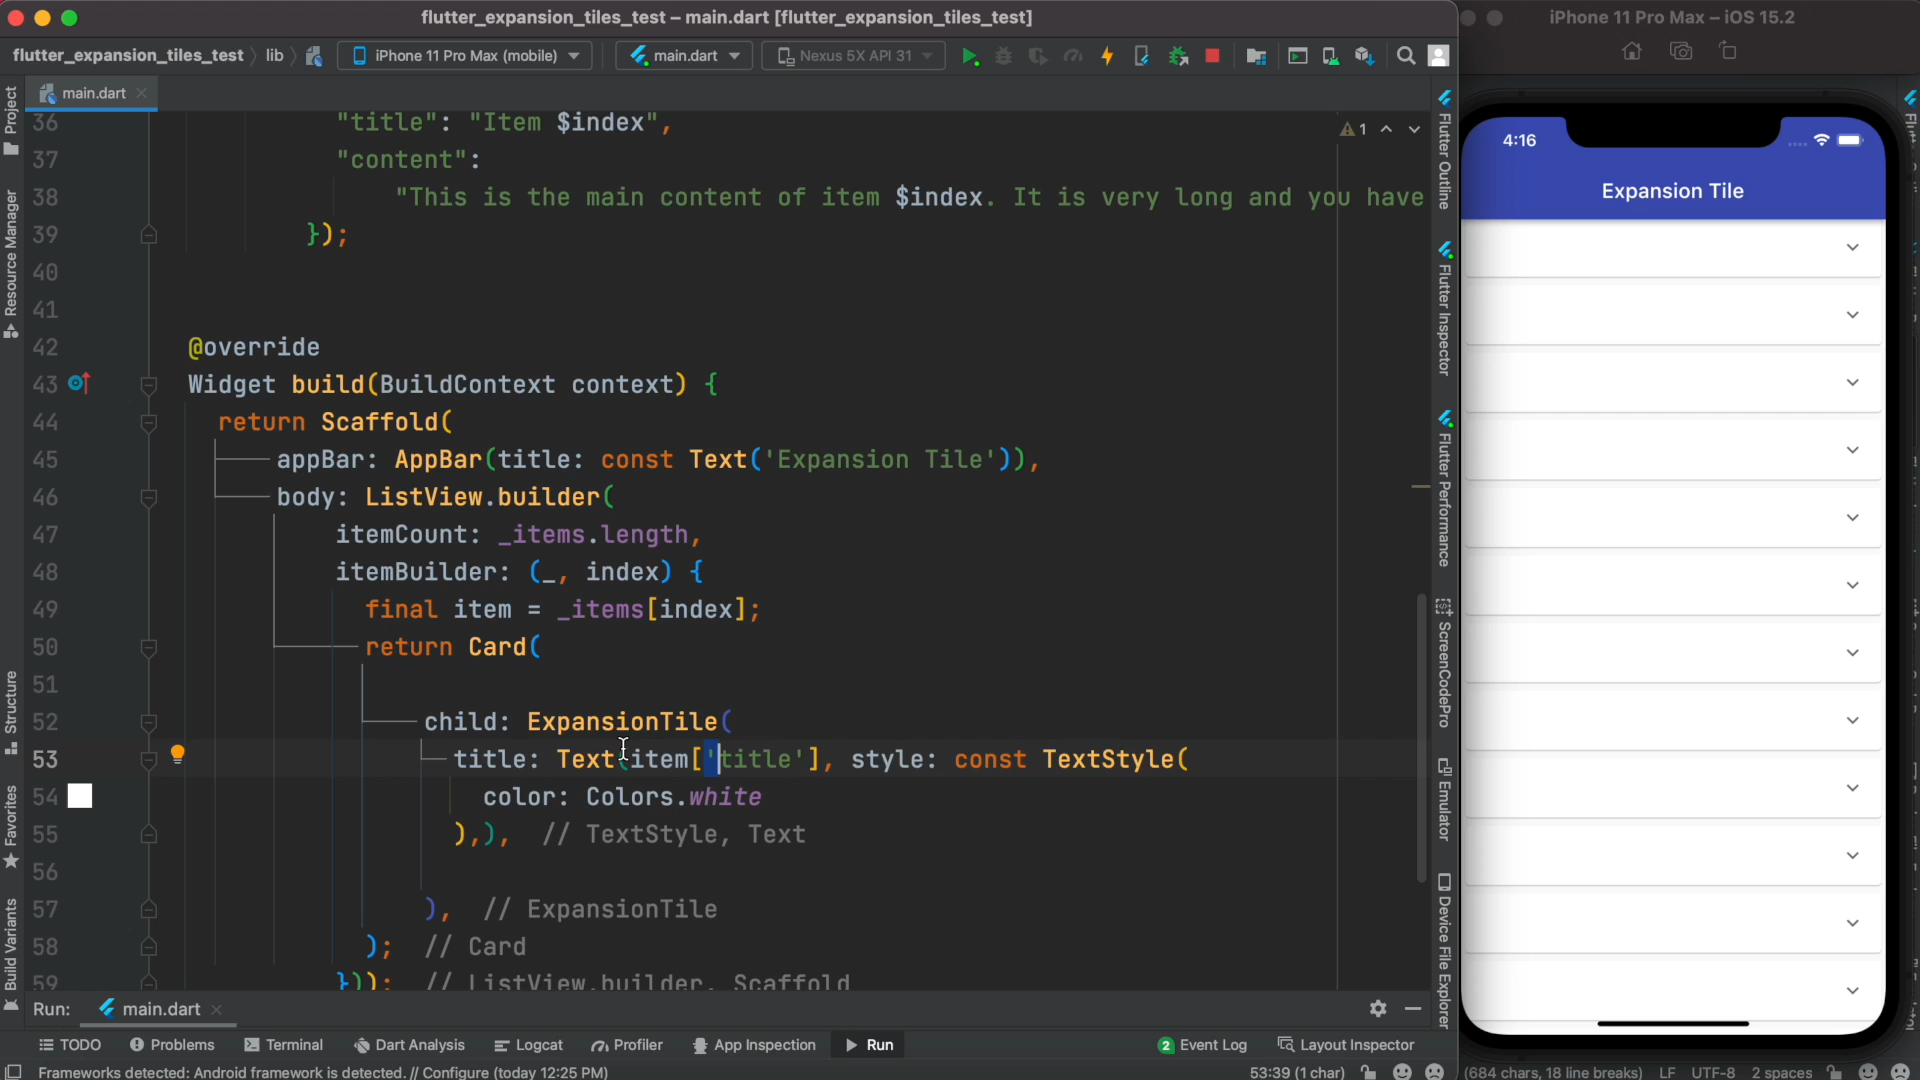 flutter_expansion_tiles_test – main.dart [flutter_expansion_tiles_test]
iPhone 11 Pro Max – iOS 15.2
flutter_expansion_tiles_test
lib
iPhone 11 Pro Max (mobile)
main.dart
Nexus 5X API 31
main.dart
1
36 "title": "Item $index",
37 "content":
38 "This is the main content of item $index. It is very long and you have
39 });
40
41
42 @override
43 Widget build(BuildContext context) {
44 return Scaffold(
45 appBar: AppBar(title: const Text('Expansion Tile')),
46 body: ListView.builder(
47 itemCount: _items.length,
48 itemBuilder: (_, index) {
49 final item = _items[index];
50 return Card(
51
52 child: ExpansionTile(
53 title: Text(item['title'], style: const TextStyle(
54 color: Colors.white
55 ),), // TextStyle, Text
56
57 ), // ExpansionTile
58 ); // Card
59 })); // ListView.builder, Scaffold
Project
Resource Manager
Structure
Favorites
Build Variants
Flutter Outline
Flutter Inspector
Flutter Performance
ScreenCodePro
Emulator
Device File Explorer
4:16
Expansion Tile
Run:
main.dart
TODO
Problems
Terminal
Dart Analysis
Logcat
Profiler
App Inspection
Run
2 Event Log
Layout Inspector
Frameworks detected: Android framework is detected. // Configure (today 12:25 PM)
53:39 (1 char)
(684 chars, 18 line breaks)
LF
UTF-8
2 spaces